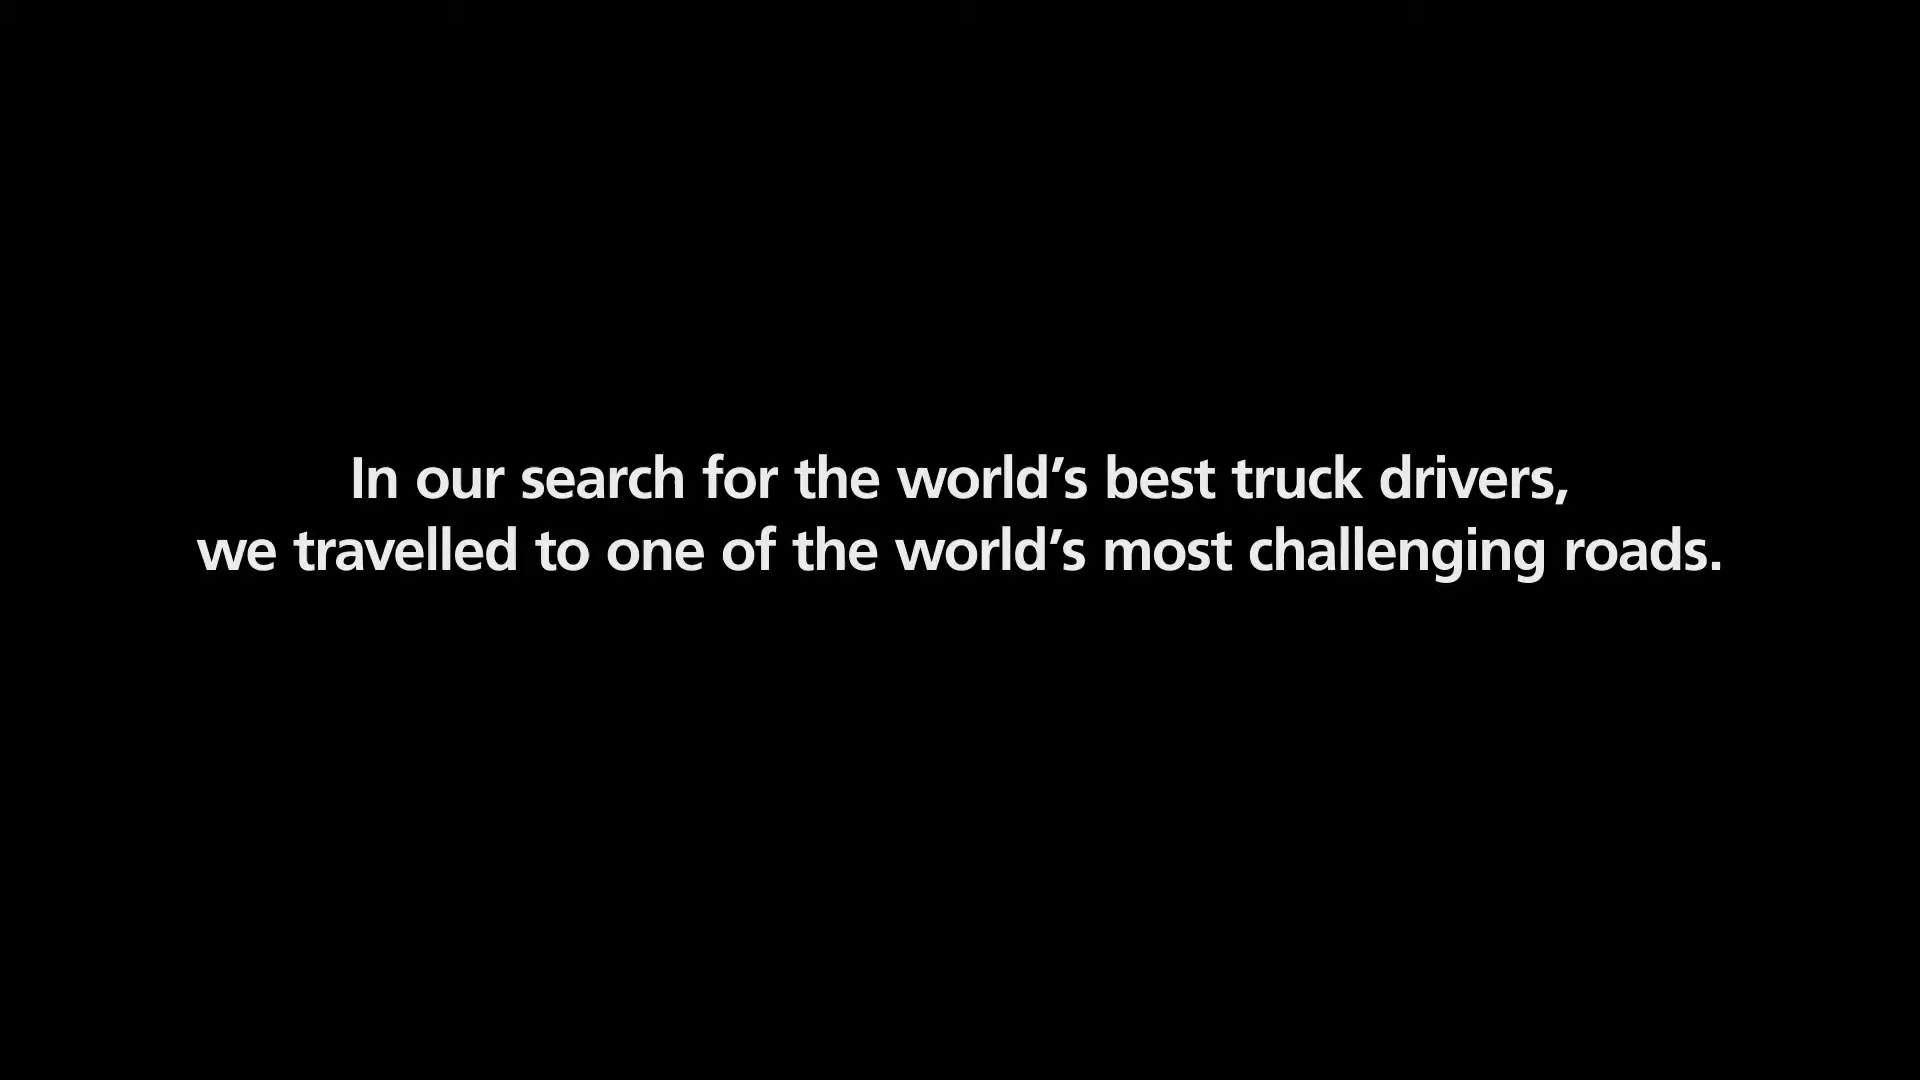 In our search for the world’s best truck drivers,
we travelled to one of the world’s most challenging roads.